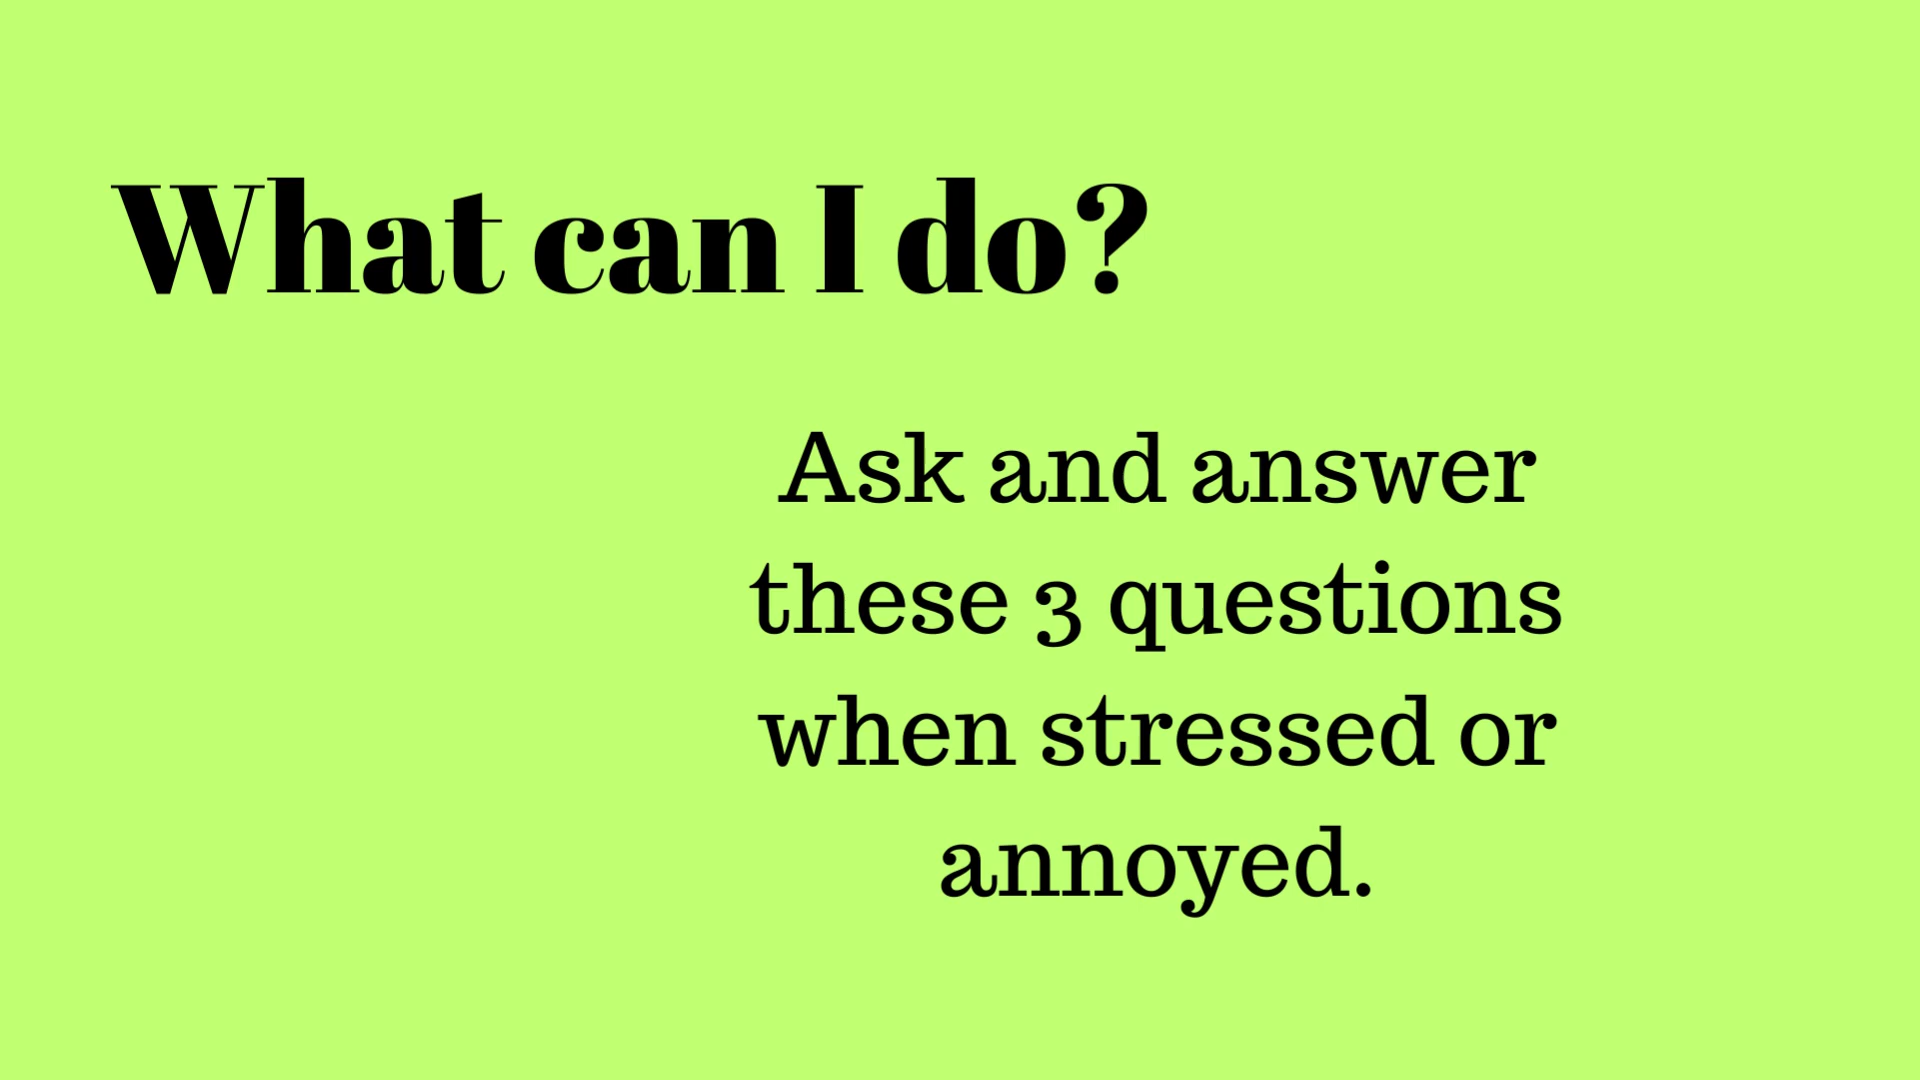 What can I do?
Ask and answer
these 3 questions
when stressed or
annoyed.